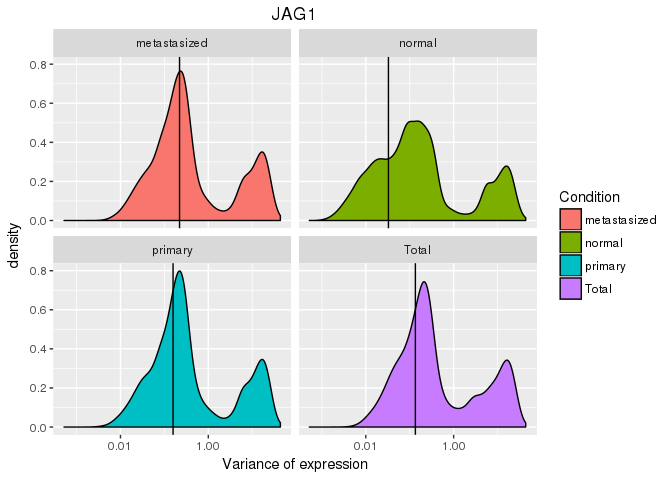 JAG1
metastasized normal
0.8
0.6
0.4
0.2
0.0
primary Total
0.8
0.6
0.4
0.2
0.0
0.01 1.00 0.01 1.00
Variance of expression
density
Condition
metastasized
normal
primary
Total